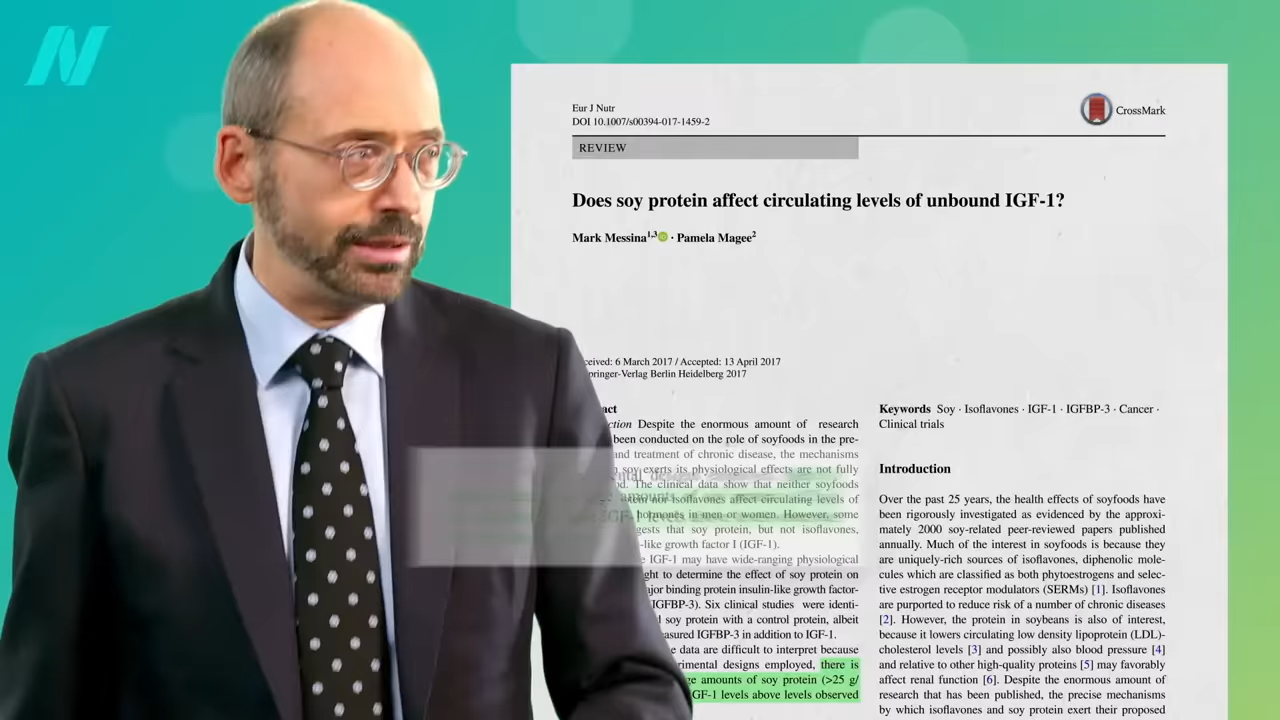 N
Eur J Nutr
DOI 10.1007/s00394-017-1459-2
CrossMark
REVIEW
Does soy protein affect circulating levels of unbound IGF-1?
Mark Messina1,3 · Pamela Magee2
ceived: 6 March 2017 / Accepted: 13 April 2017
pringer-Verlag Berlin Heidelberg 2017
act
ction Despite the enormous amount of research
been conducted on the role of soyfoods in the pre-
and treatment of chronic disease, the mechanisms
soy exerts its physiological effects are not fully
od. The clinical data show that neither soyfoods
nor isoflavones affect circulating levels of
hormones in men or women. However, some
gests that soy protein, but not isoflavones,
-like growth factor I (IGF-1).
IGF-1 may have wide-ranging physiological
ght to determine the effect of soy protein on
ajor binding protein insulin-like growth factor-
IGFBP-3). Six clinical studies were identi-
soy protein with a control protein, albeit
asured IGFBP-3 in addition to IGF-1.
data are difficult to interpret because
rimental designs employed, there is
ge amounts of soy protein (>25 g/
GF-1 levels above levels observed
Keywords Soy · Isoflavones · IGF-1 · IGFBP-3 · Cancer ·
Clinical trials
Introduction
Over the past 25 years, the health effects of soyfoods have
been rigorously investigated as evidenced by the approxi-
mately 2000 soy-related peer-reviewed papers published
annually. Much of the interest in soyfoods is because they
are uniquely-rich sources of isoflavones, diphenolic mole-
cules which are classified as both phytoestrogens and selec-
tive estrogen receptor modulators (SERMs) [1]. Isoflavones
are purported to reduce risk of a number of chronic diseases
[2]. However, the protein in soybeans is also of interest,
because it lowers circulating low density lipoprotein (LDL)-
cholesterol levels [3] and possibly also blood pressure [4]
and relative to other high-quality proteins [5] may favorably
affect renal function [6]. Despite the enormous amount of
research that has been published, the precise mechanisms
by which isoflavones and soy protein exert their proposed